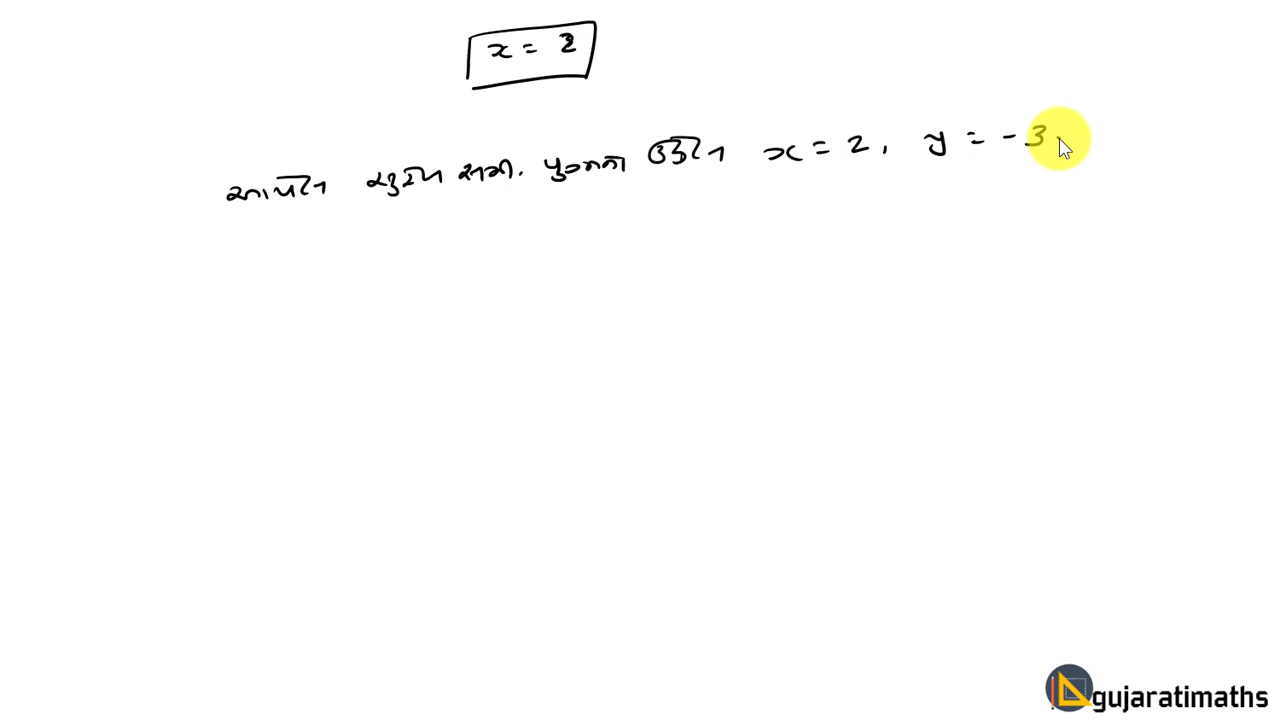 x = 2
આપેલ સુરેખ સમી. યુગ્મનો ઉકેલ x = 2, y = -3.
gujaratimaths